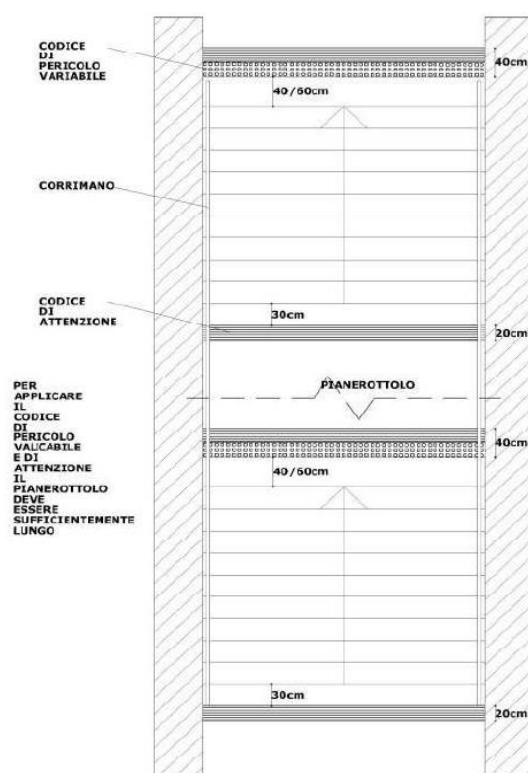 CODICE
DI
PERICOLO
VARIABILE
40cm
40/60cm
CORRIMANO
CODICE
DI
ATTENZIONE
30cm
20cm
PER
APPLICARE
IL
CODICE
DI
PERICOLO
VALICABILE
E DI
ATTENZIONE
IL
PIANEROTTOLO
DEVE
ESSERE
SUFFICIENTEMENTE
LUNGO
PIANEROTTOLO
40cm
40/60cm
30cm
20cm